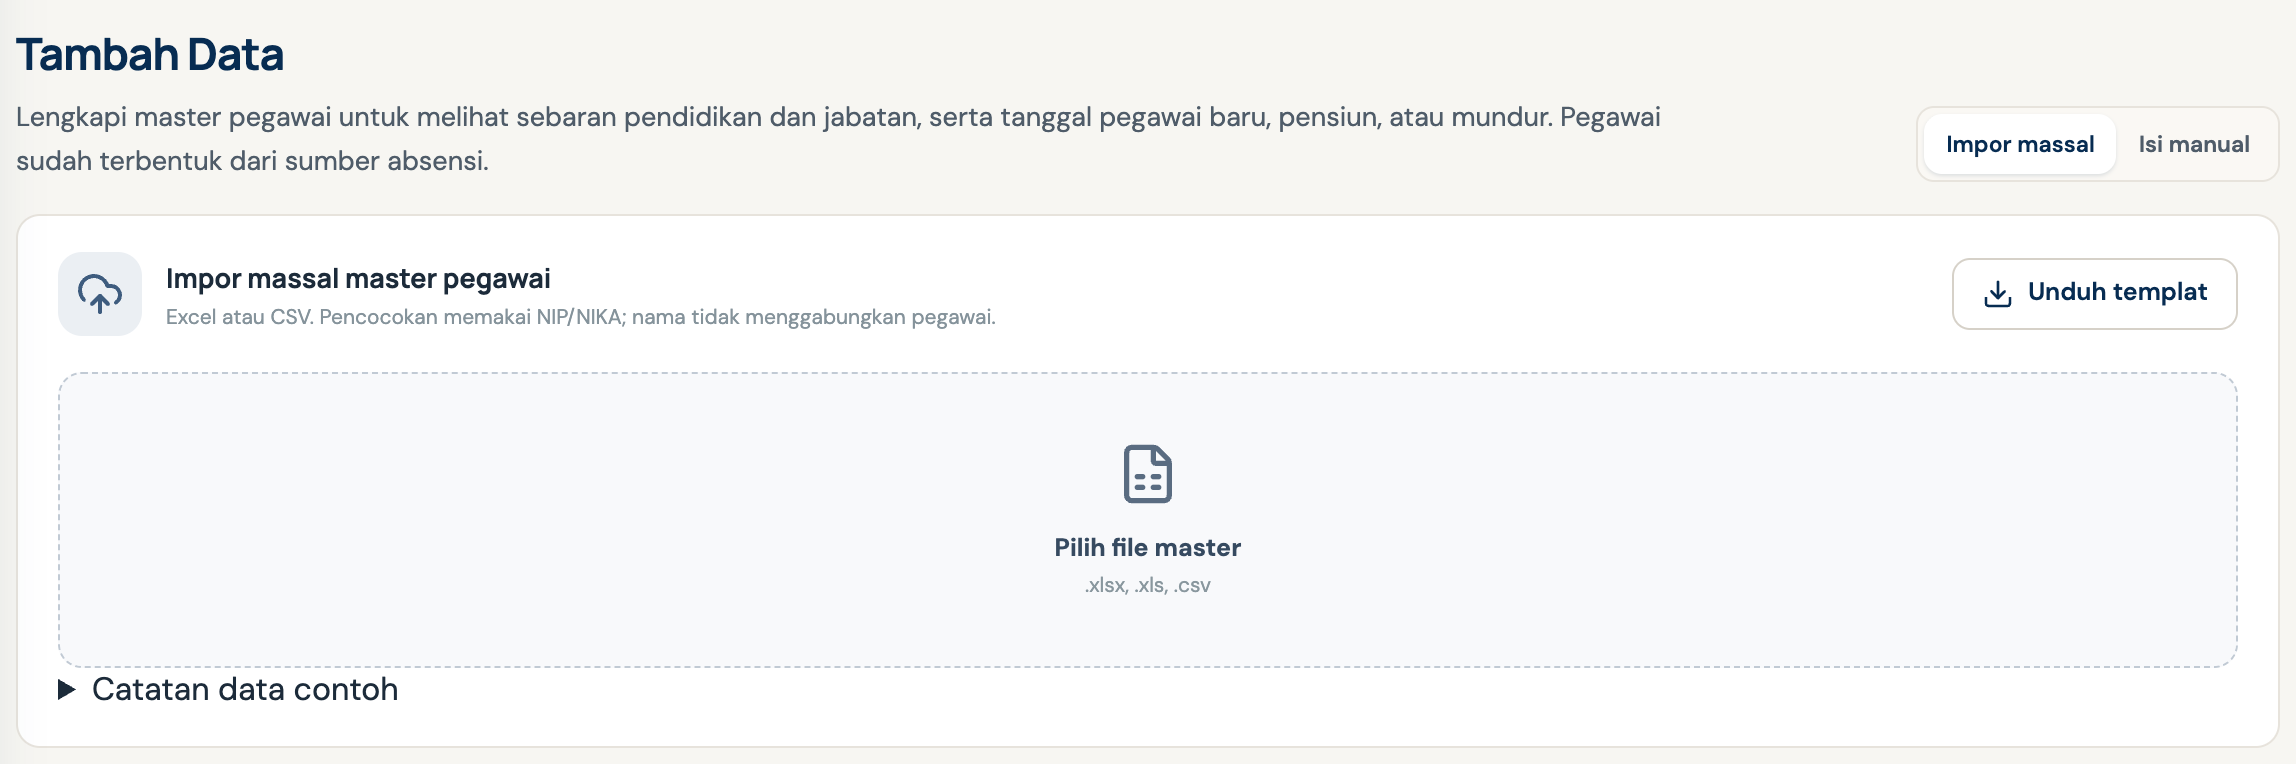 Tambah Data
Lengkapi master pegawai untuk melihat sebaran pendidikan dan jabatan, serta tanggal pegawai baru, pensiun, atau mundur. Pegawai
sudah terbentuk dari sumber absensi.
Impor massal
Isi manual
Impor massal master pegawai
Excel atau CSV. Pencocokan memakai NIP/NIKA; nama tidak menggabungkan pegawai.
Unduh templat
Pilih file master
.xlsx, .xls, .csv
Catatan data contoh